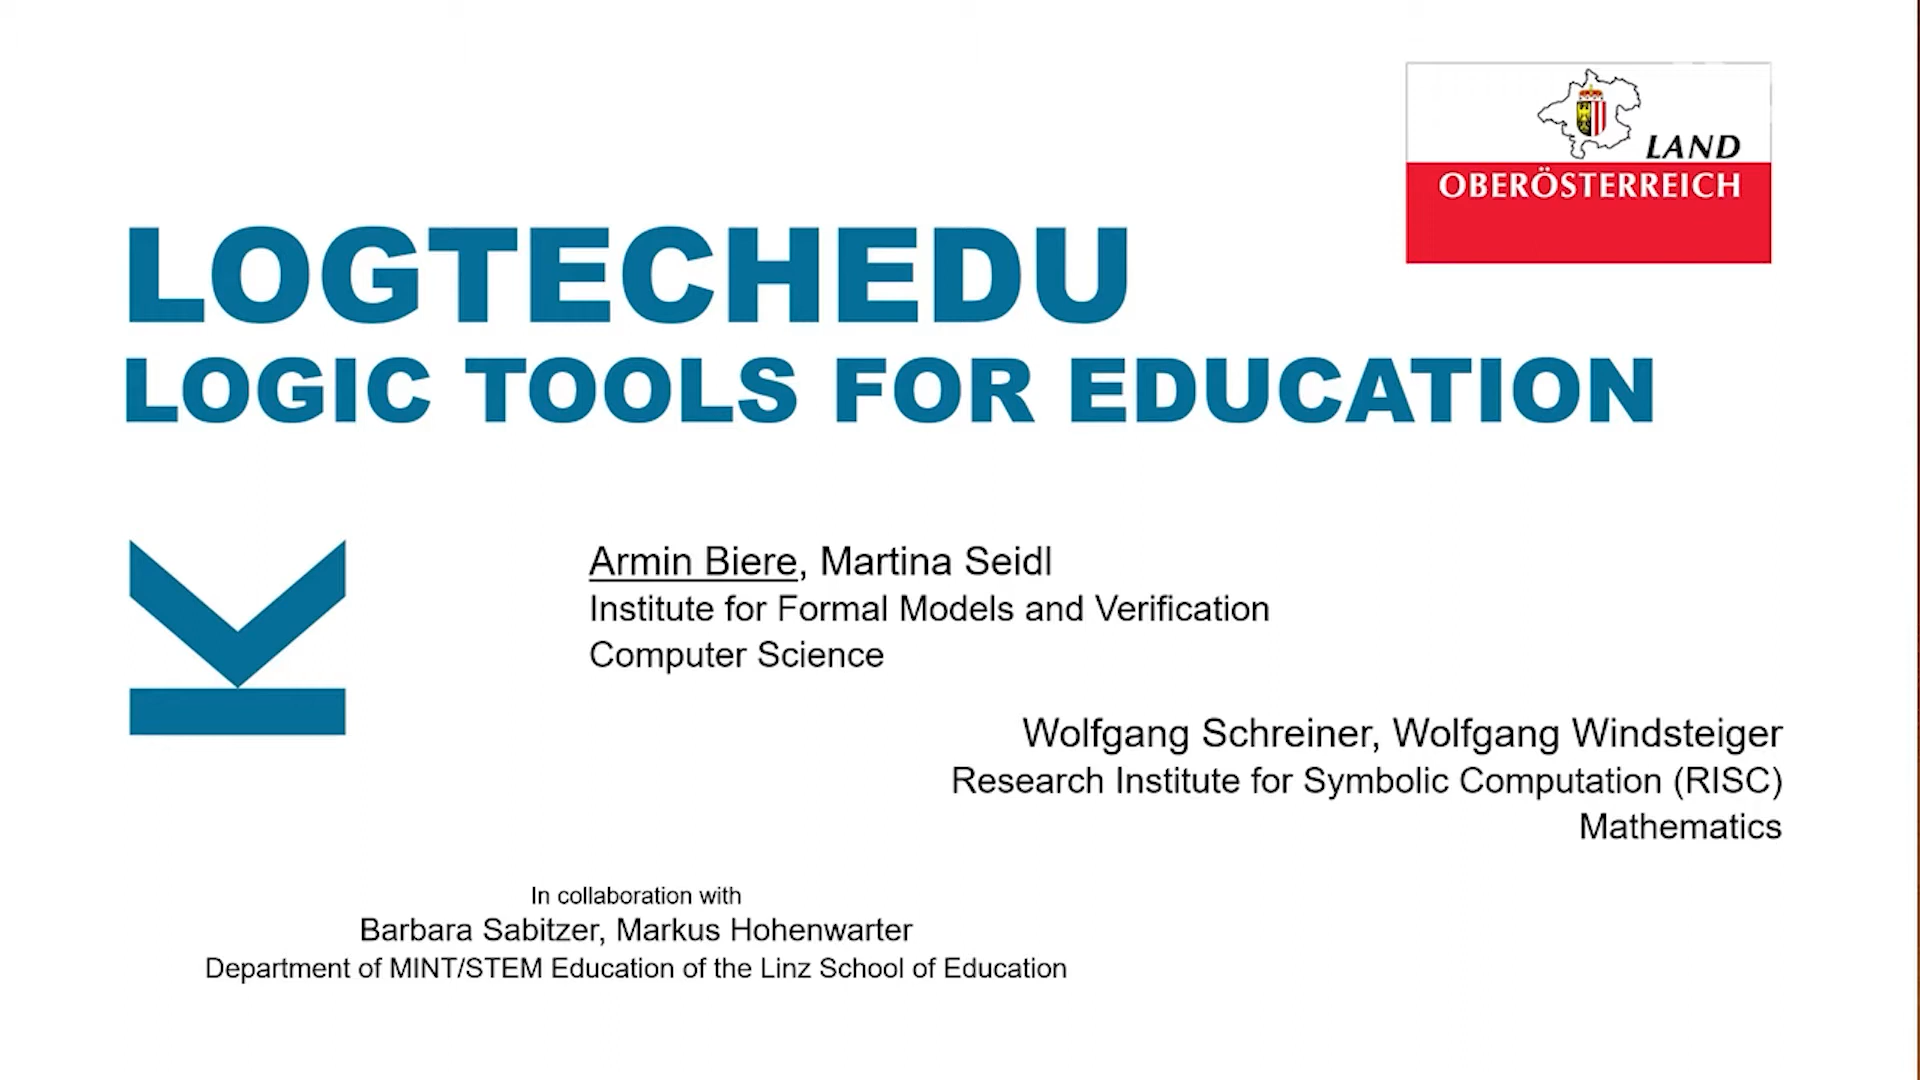 LAND
OBERÖSTERREICH
LOGTECHEDU
LOGIC TOOLS FOR EDUCATION
Armin Biere, Martina Seidl
Institute for Formal Models and Verification
Computer Science
Wolfgang Schreiner, Wolfgang Windsteiger
Research Institute for Symbolic Computation (RISC)
Mathematics
In collaboration with
Barbara Sabitzer, Markus Hohenwarter
Department of MINT/STEM Education of the Linz School of Education